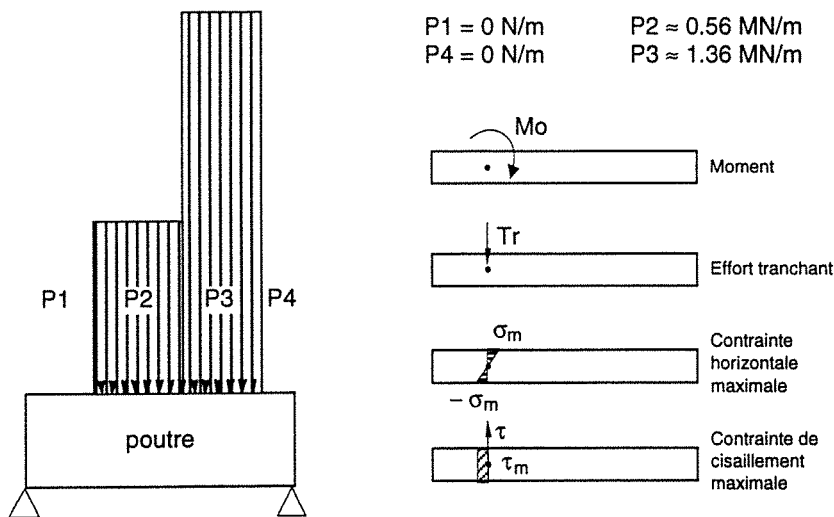 P1 = 0 N/m P2 ≈ 0.56 MN/m
P4 = 0 N/m P3 ≈ 1.36 MN/m
Mo
Moment
Tr
Effort tranchant
P1 P2 P3 P4
σm
Contrainte
horizontale
maximale
– σm
poutre
τ
τm
Contrainte de
cisaillement
maximale